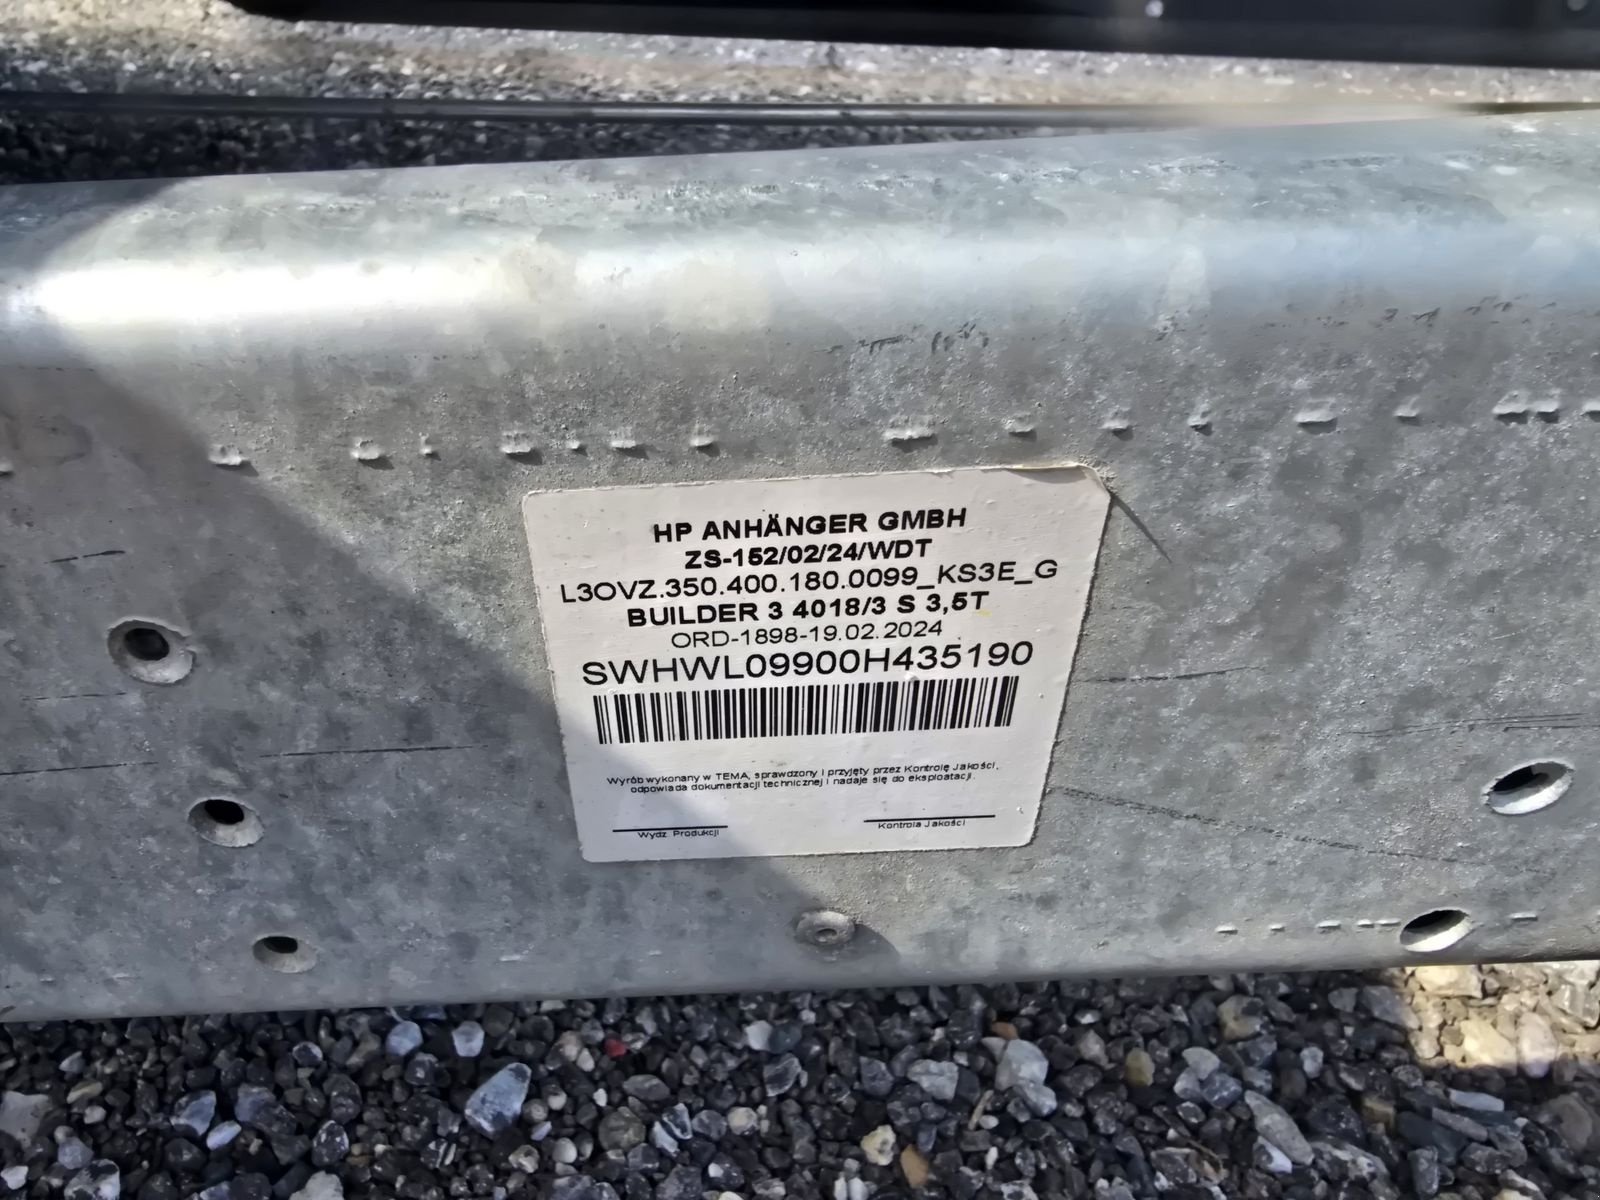 HP ANHÄNGER GMBH
ZS-152/02/24/WDT
L3OVZ.350.400.180.0099_KS3E_G
BUILDER 3 4018/3 S 3,5T
ORD-1898-19.02.2024
SWHWL09900H435190
Wyrób wykonany w TEMA, sprawdzony i przyjęty przez Kontrolę Jakości,
odpowiada dokumentacji technicznej i nadaje się do eksploatacji.
Wydz. Produkcji
Kontrola Jakości